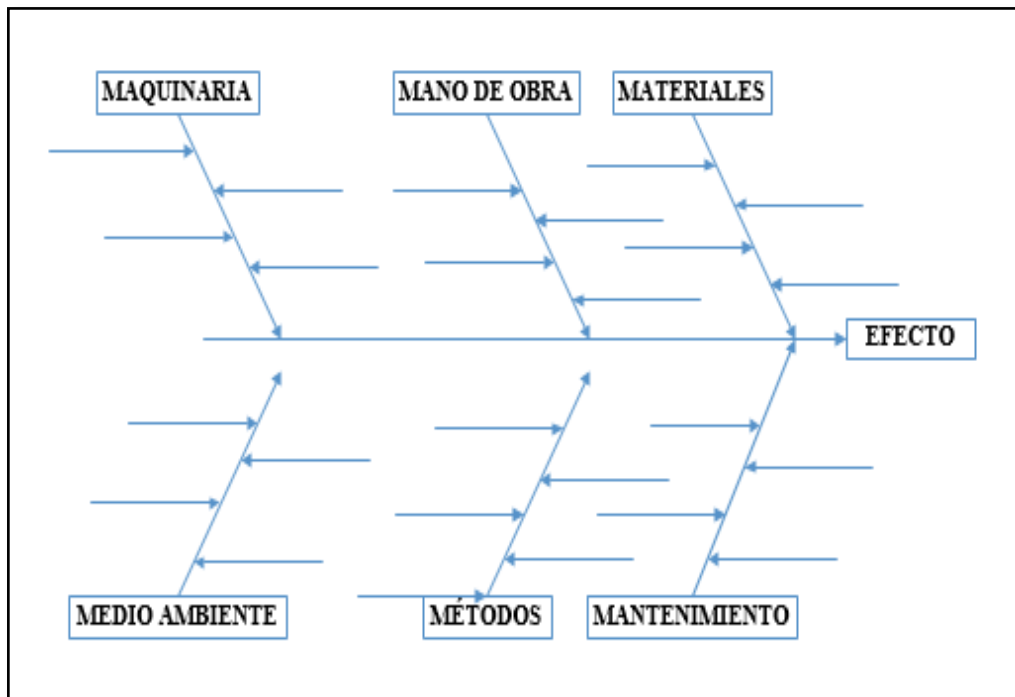 MAQUINARIA
MANO DE OBRA
MATERIALES
EFECTO
MEDIO AMBIENTE
MÉTODOS
MANTENIMIENTO